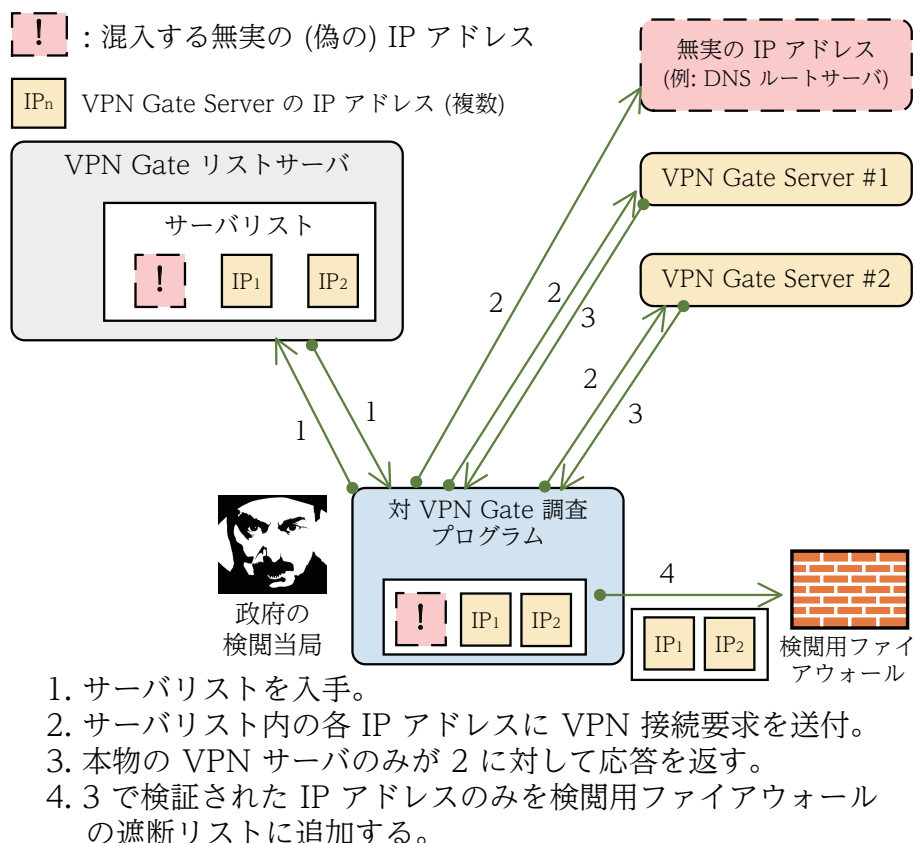 ! : 混入する無実の (偽の) IP アドレス
IPn VPN Gate Server の IP アドレス (複数)
無実の IP アドレス
(例: DNS ルートサーバ)
VPN Gate リストサーバ
サーバリスト
! IP1 IP2
VPN Gate Server #1
VPN Gate Server #2
2
2
3
2
3
1
1
対 VPN Gate 調査
プログラム
! IP1 IP2
政府の
検閲当局
4
IP1 IP2
検閲用ファイ
アウォール
1. サーバリストを入手。
2. サーバリスト内の各 IP アドレスに VPN 接続要求を送付。
3. 本物の VPN サーバのみが 2 に対して応答を返す。
4. 3 で検証された IP アドレスのみを検閲用ファイアウォール
の遮断リストに追加する。